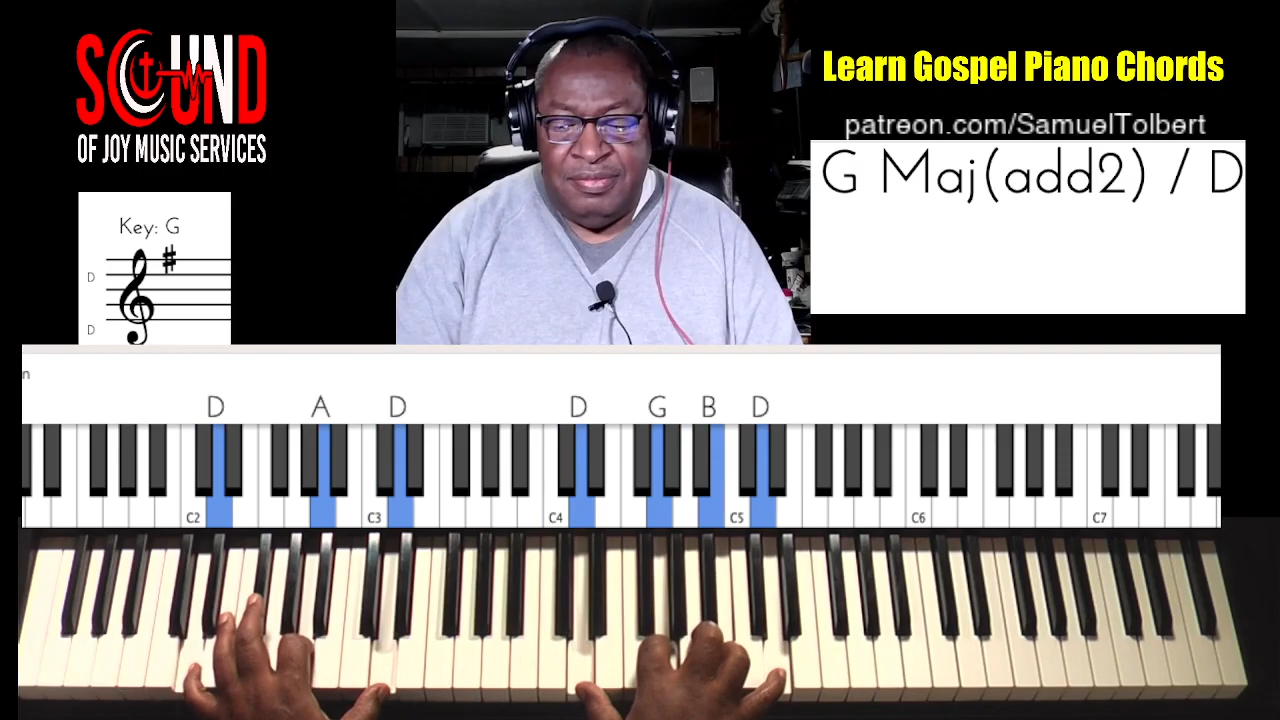 SOUND
OF JOY MUSIC SERVICES
Learn Gospel Piano Chords
patreon.com/SamuelTolbert
G Maj(add2) / D
Key: G
D
D
n
D A D D G B D
C2 C3 C4 C5 C6 C7